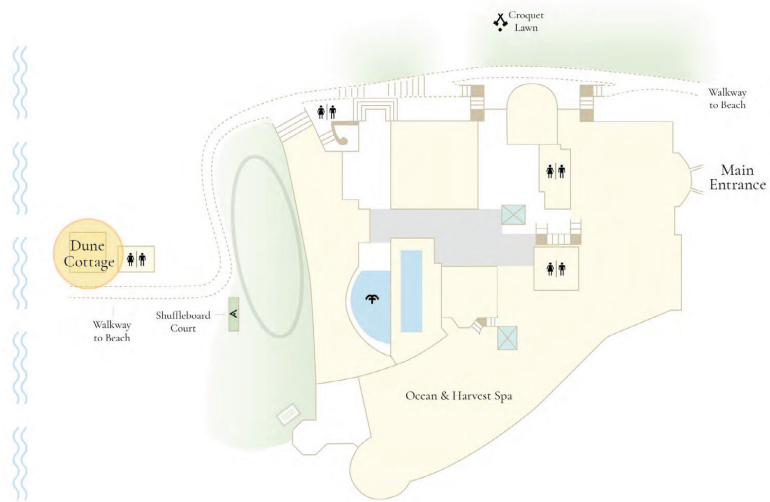 Croquet
Lawn
Walkway
to Beach
Main
Entrance
Dune
Cottage
Walkway
to Beach
Shuffleboard
Court
Ocean & Harvest Spa